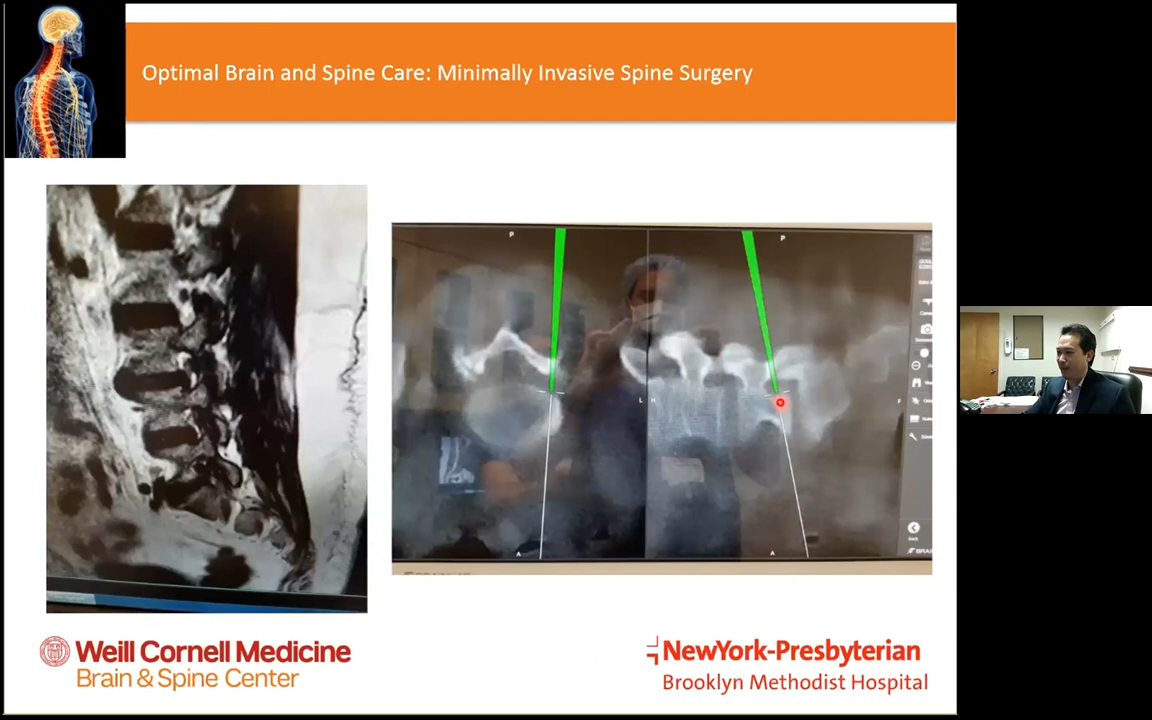 Optimal Brain and Spine Care: Minimally Invasive Spine Surgery
P
P
L
H
A
A
Weill Cornell Medicine
Brain & Spine Center
NewYork-Presbyterian
Brooklyn Methodist Hospital